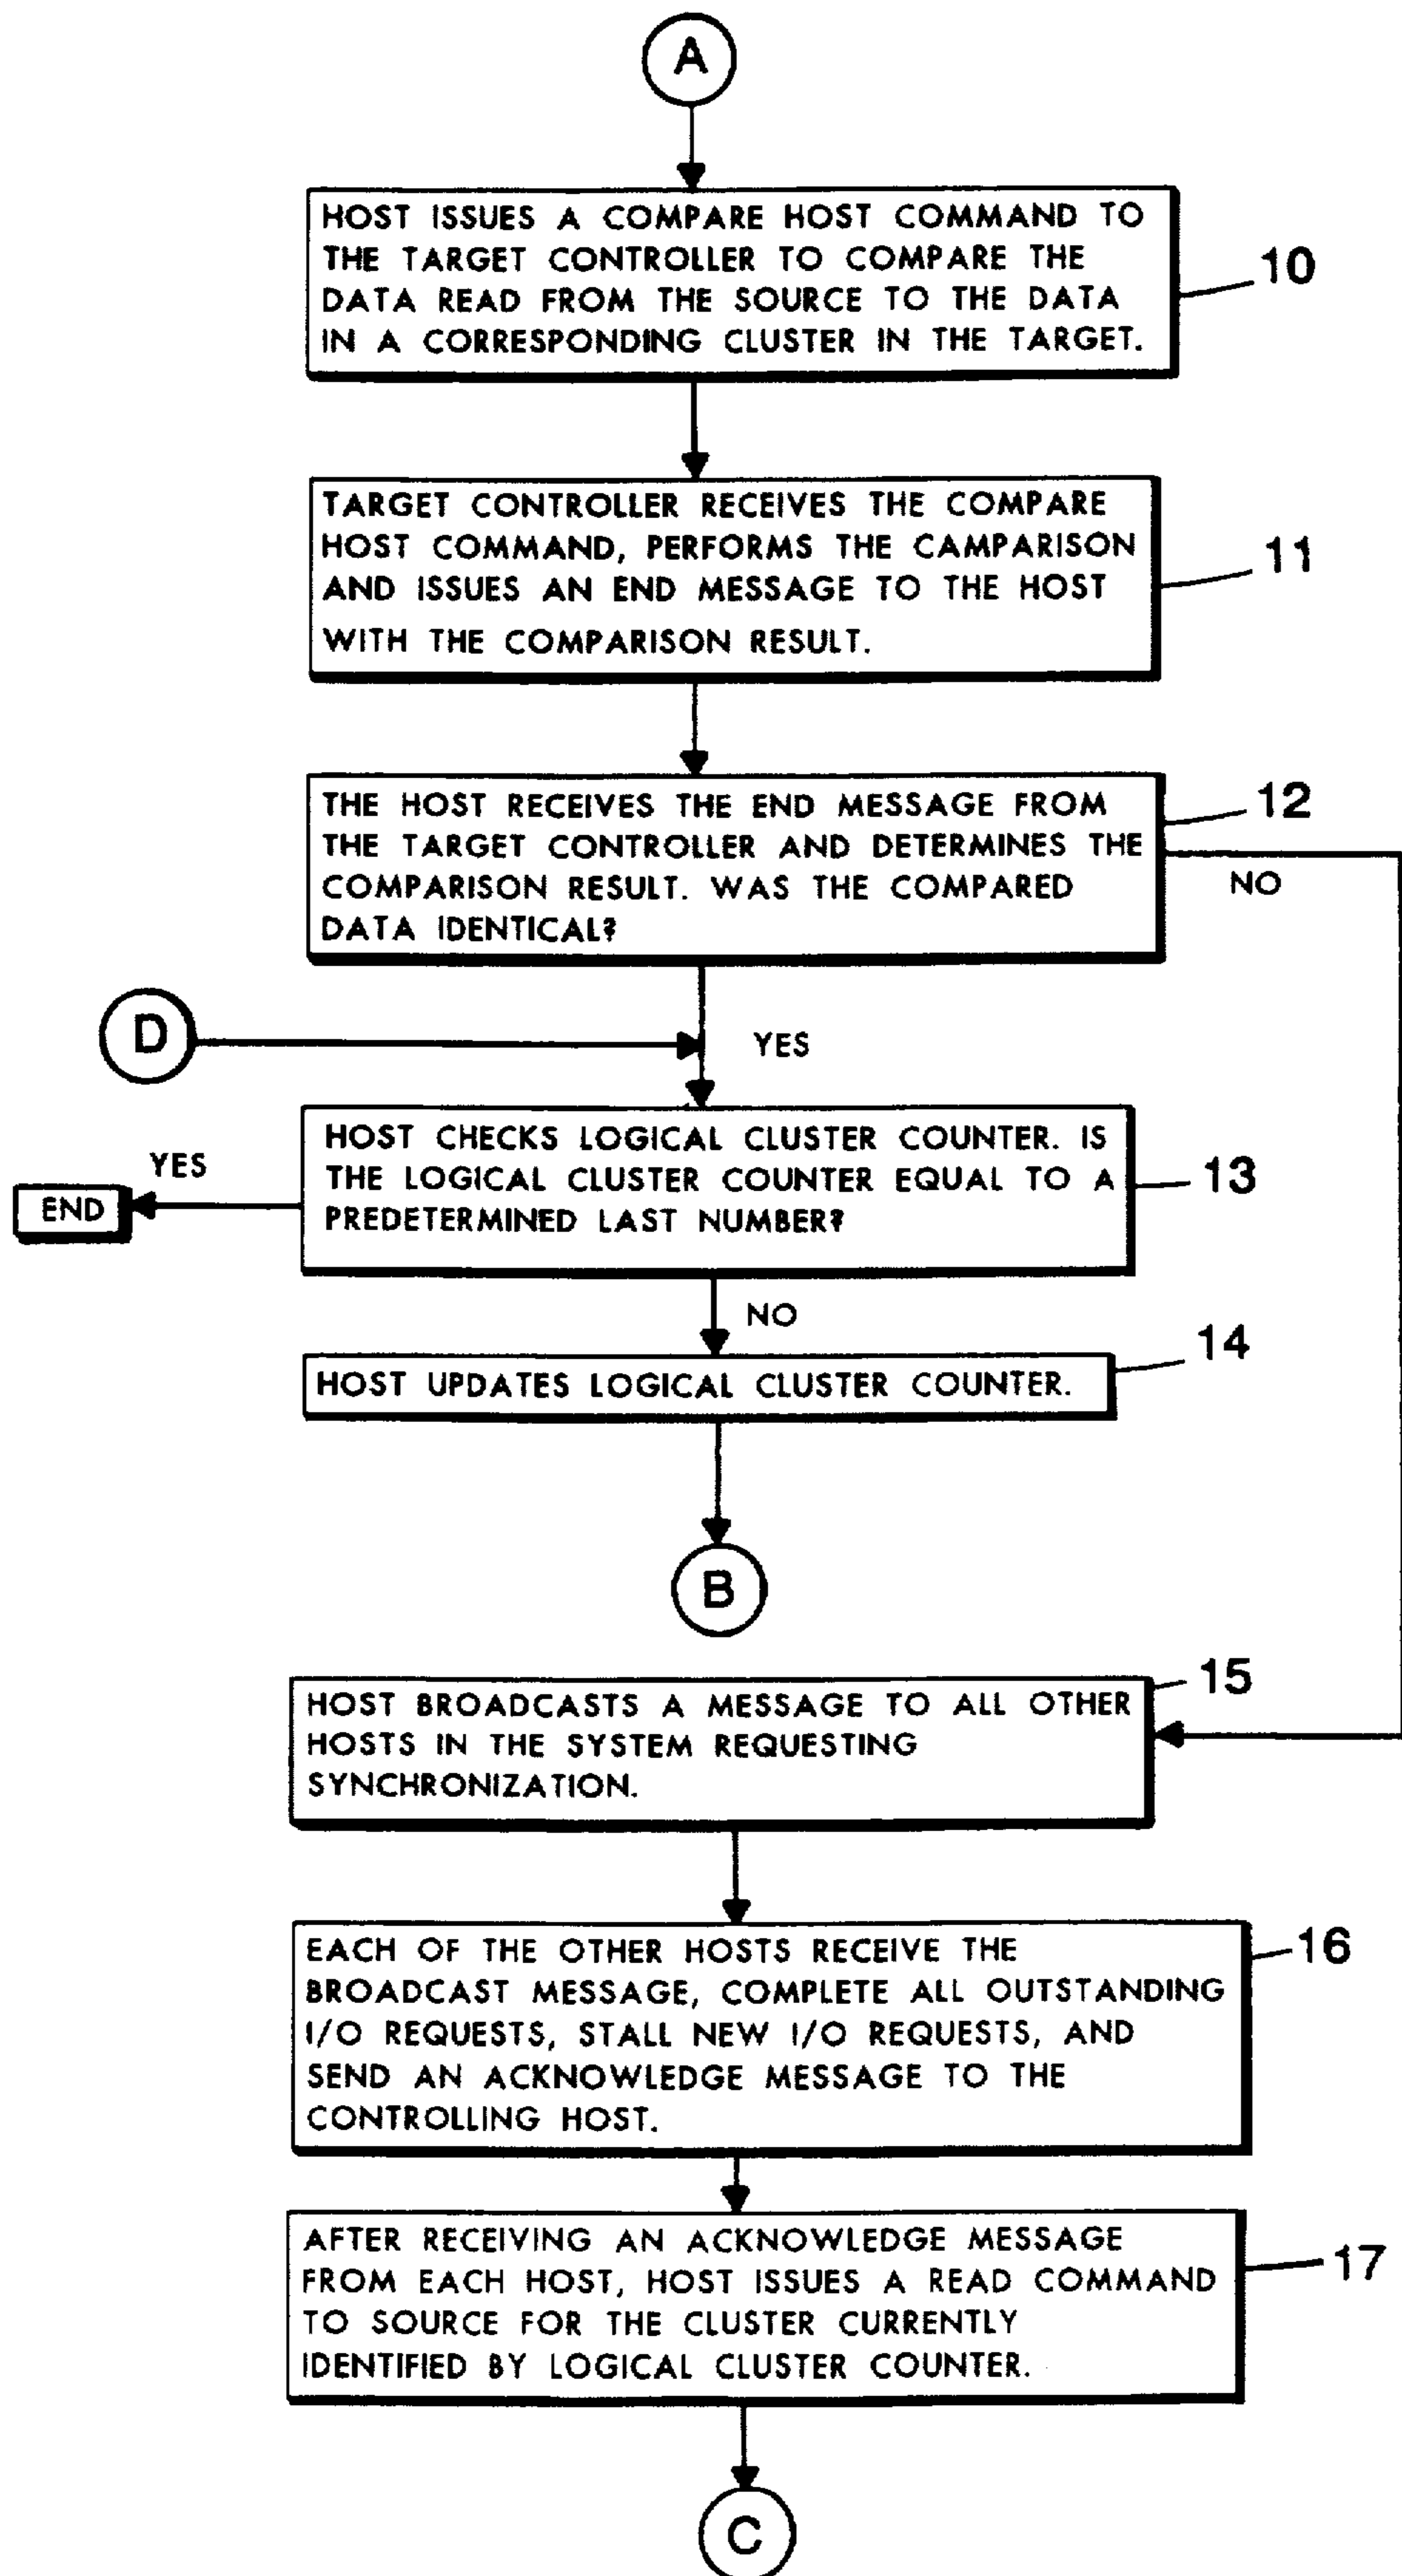 A
HOST ISSUES A COMPARE HOST COMMAND TO
THE TARGET CONTROLLER TO COMPARE THE
DATA READ FROM THE SOURCE TO THE DATA
IN A CORRESPONDING CLUSTER IN THE TARGET.
10
TARGET CONTROLLER RECEIVES THE COMPARE
HOST COMMAND, PERFORMS THE CAMPARISON
AND ISSUES AN END MESSAGE TO THE HOST
WITH THE COMPARISON RESULT.
11
THE HOST RECEIVES THE END MESSAGE FROM
THE TARGET CONTROLLER AND DETERMINES THE
COMPARISON RESULT. WAS THE COMPARED
DATA IDENTICAL?
12
NO
D
YES
HOST CHECKS LOGICAL CLUSTER COUNTER. IS
THE LOGICAL CLUSTER COUNTER EQUAL TO A
PREDETERMINED LAST NUMBER?
13
YES
END
NO
HOST UPDATES LOGICAL CLUSTER COUNTER.
14
B
HOST BROADCASTS A MESSAGE TO ALL OTHER
HOSTS IN THE SYSTEM REQUESTING
SYNCHRONIZATION.
15
EACH OF THE OTHER HOSTS RECEIVE THE
BROADCAST MESSAGE, COMPLETE ALL OUTSTANDING
I/O REQUESTS, STALL NEW I/O REQUESTS, AND
SEND AN ACKNOWLEDGE MESSAGE TO THE
CONTROLLING HOST.
16
AFTER RECEIVING AN ACKNOWLEDGE MESSAGE
FROM EACH HOST, HOST ISSUES A READ COMMAND
TO SOURCE FOR THE CLUSTER CURRENTLY
IDENTIFIED BY LOGICAL CLUSTER COUNTER.
17
C